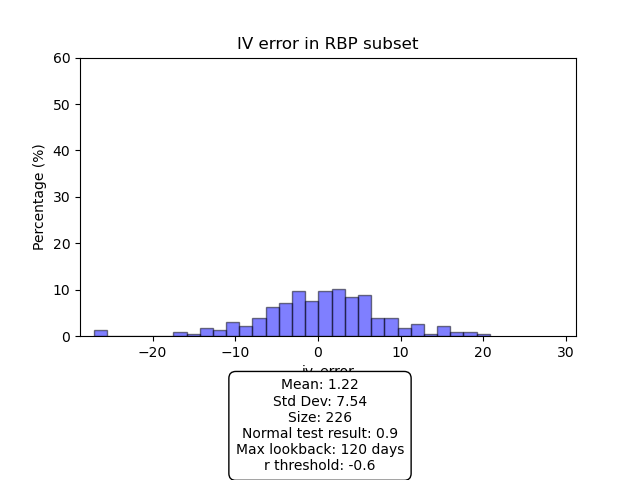 IV error in RBP subset
60
50
40
30
20
10
0
Percentage (%)
−20
−10
0
10
20
30
iv_error
Mean: 1.22
Std Dev: 7.54
Size: 226
Normal test result: 0.9
Max lookback: 120 days
r threshold: -0.6